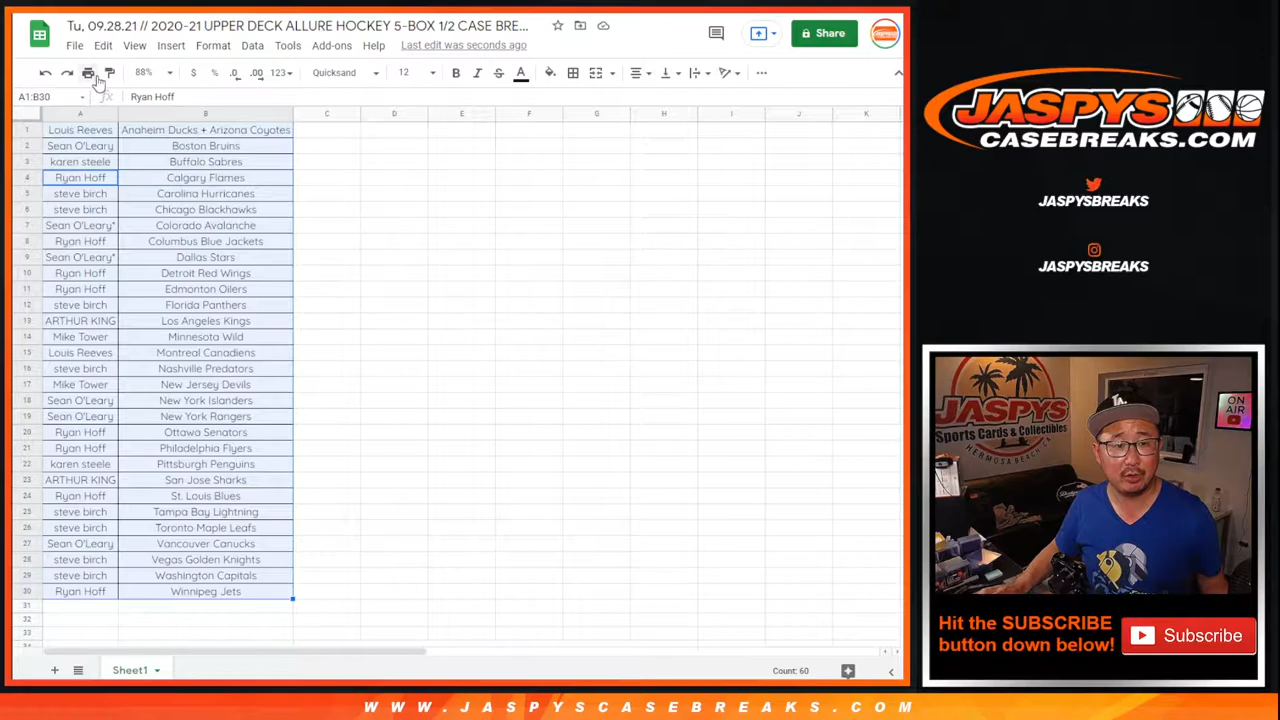 Tu, 09.28.21 // 2020-21 UPPER DECK ALLURE HOCKEY 5-BOX 1/2 CASE BRE...
File Edit View Insert Format Data Tools Add-ons Help Last edit was seconds ago
Share
88% $ % .0 .00 123 Quicksand 12 B I S A
A1:B30 fx Ryan Hoff
A B C D E F G H I J K
1 Louis Reeves Anaheim Ducks + Arizona Coyotes
2 Sean O'Leary Boston Bruins
3 karen steele Buffalo Sabres
4 Ryan Hoff Calgary Flames
5 steve birch Carolina Hurricanes
6 steve birch Chicago Blackhawks
7 Sean O'Leary* Colorado Avalanche
8 Ryan Hoff Columbus Blue Jackets
9 Sean O'Leary* Dallas Stars
10 Ryan Hoff Detroit Red Wings
11 Ryan Hoff Edmonton Oilers
12 steve birch Florida Panthers
13 ARTHUR KING Los Angeles Kings
14 Mike Tower Minnesota Wild
15 Louis Reeves Montreal Canadiens
16 steve birch Nashville Predators
17 Mike Tower New Jersey Devils
18 Sean O'Leary New York Islanders
19 Sean O'Leary New York Rangers
20 Ryan Hoff Ottawa Senators
21 Ryan Hoff Philadelphia Flyers
22 karen steele Pittsburgh Penguins
23 ARTHUR KING San Jose Sharks
24 Ryan Hoff St. Louis Blues
25 steve birch Tampa Bay Lightning
26 steve birch Toronto Maple Leafs
27 Sean O'Leary Vancouver Canucks
28 steve birch Vegas Golden Knights
29 steve birch Washington Capitals
30 Ryan Hoff Winnipeg Jets
31
32
33
Sheet1
Count: 60
JASPYS
CASEBREAKS.COM
JASPYSBREAKS
JASPYSBREAKS
JASPYS
Sports Cards & Collectibles
HERMOSA BEACH, CA
ON
AIR
LA
Hit the SUBSCRIBE
button down below!
Subscribe
WWW.JASPYSCASEBREAKS.COM